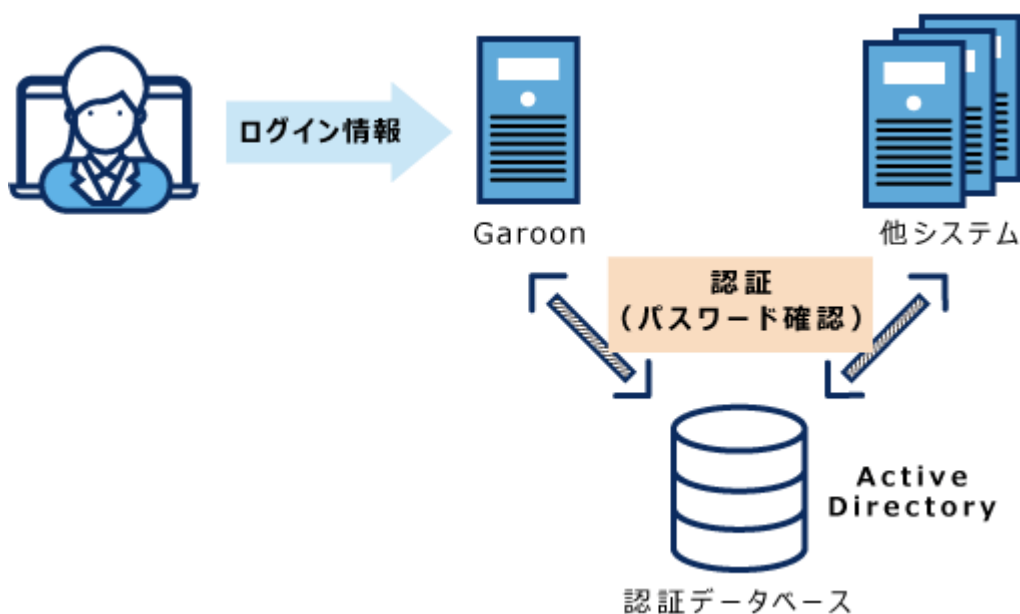 ログイン情報
Garoon
他システム
認証
（パスワード確認）
Active
Directory
認証データベース